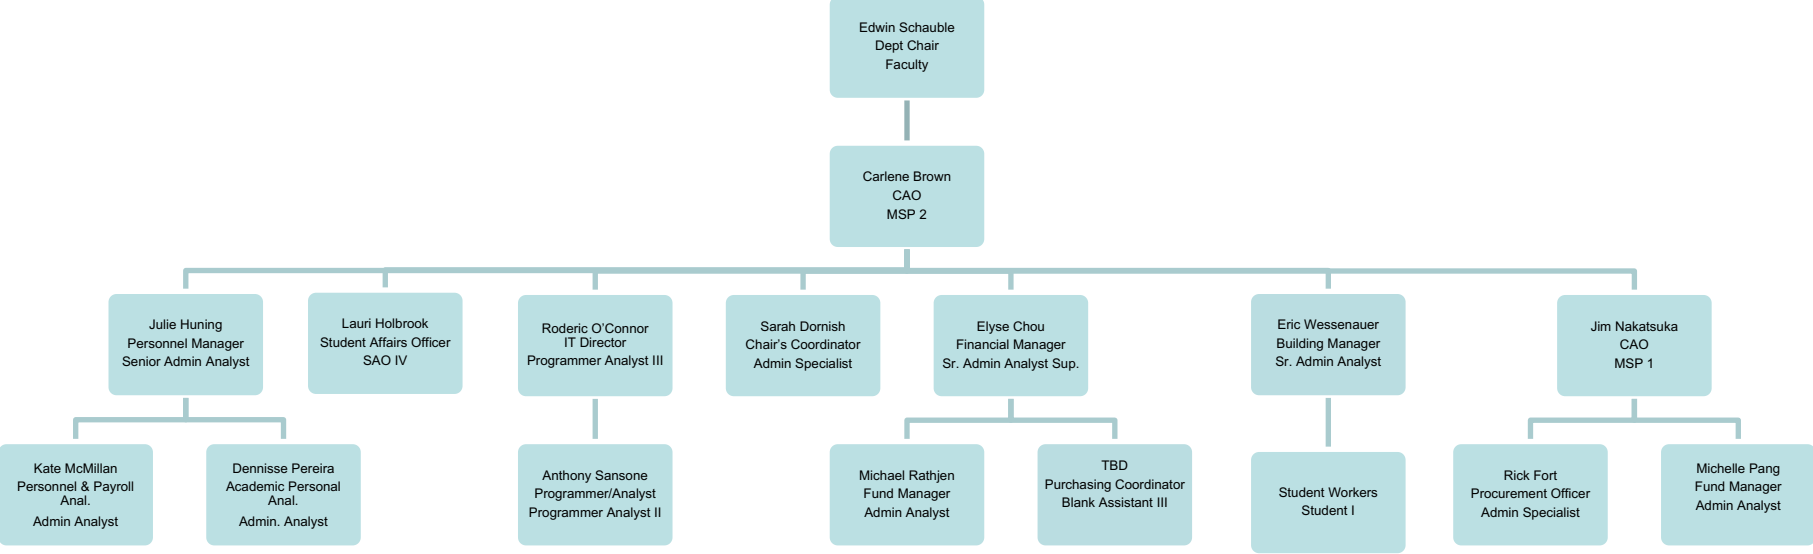 Edwin Schauble
Dept Chair
Faculty
Carlene Brown
CAO
MSP 2
Julie Huning
Personnel Manager
Senior Admin Analyst
Lauri Holbrook
Student Affairs Officer
SAO IV
Roderic O’Connor
IT Director
Programmer Analyst III
Sarah Dornish
Chair’s Coordinator
Admin Specialist
Elyse Chou
Financial Manager
Sr. Admin Analyst Sup.
Eric Wessenauer
Building Manager
Sr. Admin Analyst
Jim Nakatsuka
CAO
MSP 1
Kate McMillan
Personnel & Payroll
Anal.
Admin Analyst
Dennisse Pereira
Academic Personal
Anal.
Admin. Analyst
Anthony Sansone
Programmer/Analyst
Programmer Analyst II
Michael Rathjen
Fund Manager
Admin Analyst
TBD
Purchasing Coordinator
Blank Assistant III
Student Workers
Student I
Rick Fort
Procurement Officer
Admin Specialist
Michelle Pang
Fund Manager
Admin Analyst